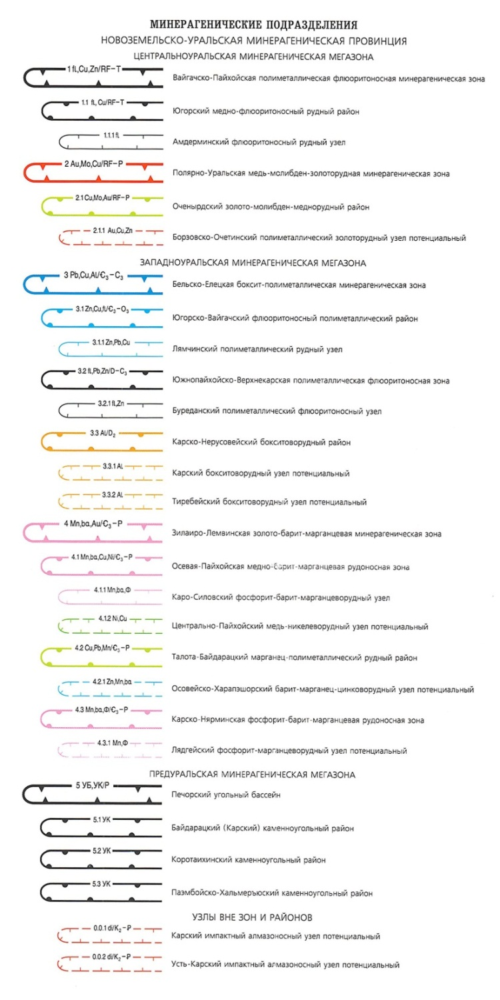 МИНЕРАГЕНИЧЕСКИЕ ПОДРАЗДЕЛЕНИЯ
НОВОЗЕМЕЛЬСКО-УРАЛЬСКАЯ МИНЕРАГЕНИЧЕСКАЯ ПРОВИНЦИЯ
ЦЕНТРАЛЬНОУРАЛЬСКАЯ МИНЕРАГЕНИЧЕСКАЯ МЕГАЗОНА
1 fl,Cu,Zn/RF–T Вайгачско-Пайхойская полиметаллическая флюоритоносная минерагеническая зона
1.1 fl, Cu/RF–T Югорский медно-флюоритоносный рудный район
1.1.1 fl Амдерминский флюоритоносный рудный узел
2 Au,Mo,Cu/RF–P Полярно-Уральская медь-молибден-золоторудная минерагеническая зона
2.1 Cu,Mo,Au/RF–P Оченырдский золото-молибден-меднорудный район
2.1.1 Au,Cu,Zn Борзовско-Очетинский полиметаллический золоторудный узел потенциальный
ЗАПАДНОУРАЛЬСКАЯ МИНЕРАГЕНИЧЕСКАЯ МЕГАЗОНА
3 Pb,Cu,Al/Є₃–C₃ Бельско-Елецкая боксит-полиметаллическая минерагеническая зона
3.1 Zn,Cu,fl/Є₃–O₃ Югорско-Вайгачский флюоритоносный полиметаллический район
3.1.1 Zn,Pb,Cu Лямчинский полиметаллический рудный узел
3.2 fl,Pb,Zn/D–C₃ Южнопайхойско-Верхнекарская полиметаллическая флюоритоносная зона
3.2.1 fl,Zn Буреданский полиметаллический флюоритоносный узел
3.3 Al/D₂ Карско-Нерусовейский бокситоворудный район
3.3.1 Al Карский бокситоворудный узел потенциальный
3.3.2 Al Тиребейский бокситоворудный узел потенциальный
4 Mn,ba,Au/Є₃–P Зилаиро-Лемвинская золото-барит-марганцевая минерагеническая зона
4.1 Mn,ba,Cu,Ni/Є₃–P Осевая-Пайхойская медно-барит-марганцевая рудоносная зона
4.1.1 Mn,ba,Ф Каро-Силовский фосфорит-барит-марганцеворудный узел
4.1.2 Ni,Cu Центрально-Пайхойский медь-никелеворудный узел потенциальный
4.2 Cu,Pb,Mn/Є₃–P Талота-Байдарацкий марганец-полиметаллический рудный район
4.2.1 Zn,Mn,ba Осовейско-Харапэшорский барит-марганец-цинковорудный узел потенциальный
4.3 Mn,ba,Ф/Є₃–P Карско-Нярминская фосфорит-барит-марганцевая рудоносная зона
4.3.1 Mn,Ф Лядгейский фосфорит-марганцеворудный узел потенциальный
ПРЕДУРАЛЬСКАЯ МИНЕРАГЕНИЧЕСКАЯ МЕГАЗОНА
5 УБ,УК/P Печорский угольный бассейн
5.1 УК Байдарацкий (Карский) каменноугольный район
5.2 УК Коротаихинский каменноугольный район
5.3 УК Паэмбойско-Хальмеръюский каменноугольный район
УЗЛЫ ВНЕ ЗОН И РАЙОНОВ
0.0.1 di/K₂–₽ Карский импактный алмазоносный узел потенциальный
0.0.2 di/K₂–₽ Усть-Карский импактный алмазоносный узел потенциальный